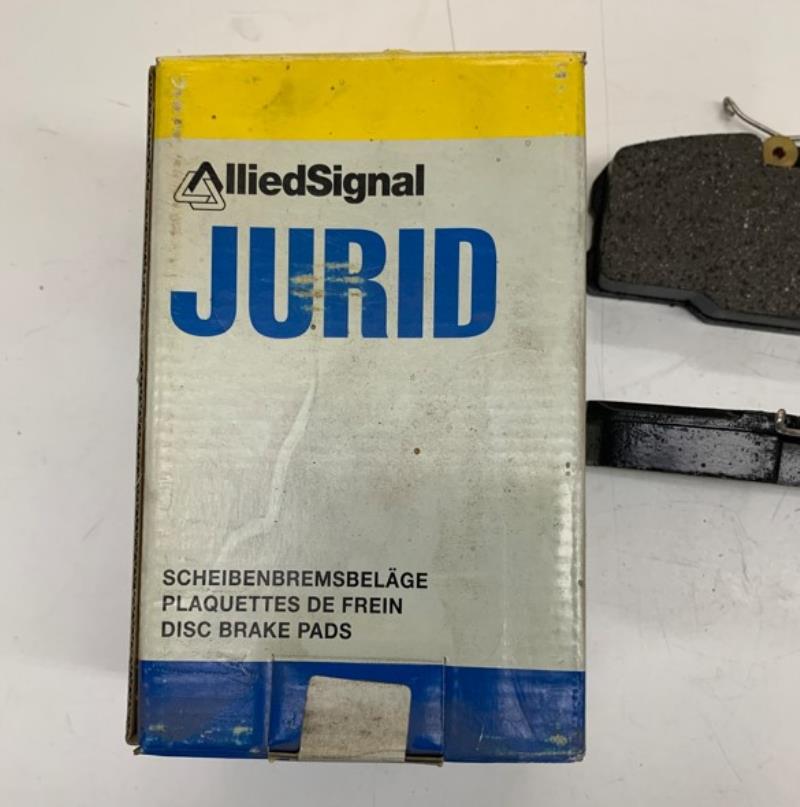 AlliedSignal
JURID
SCHEIBENBREMSBELÄGE
PLAQUETTES DE FREIN
DISC BRAKE PADS